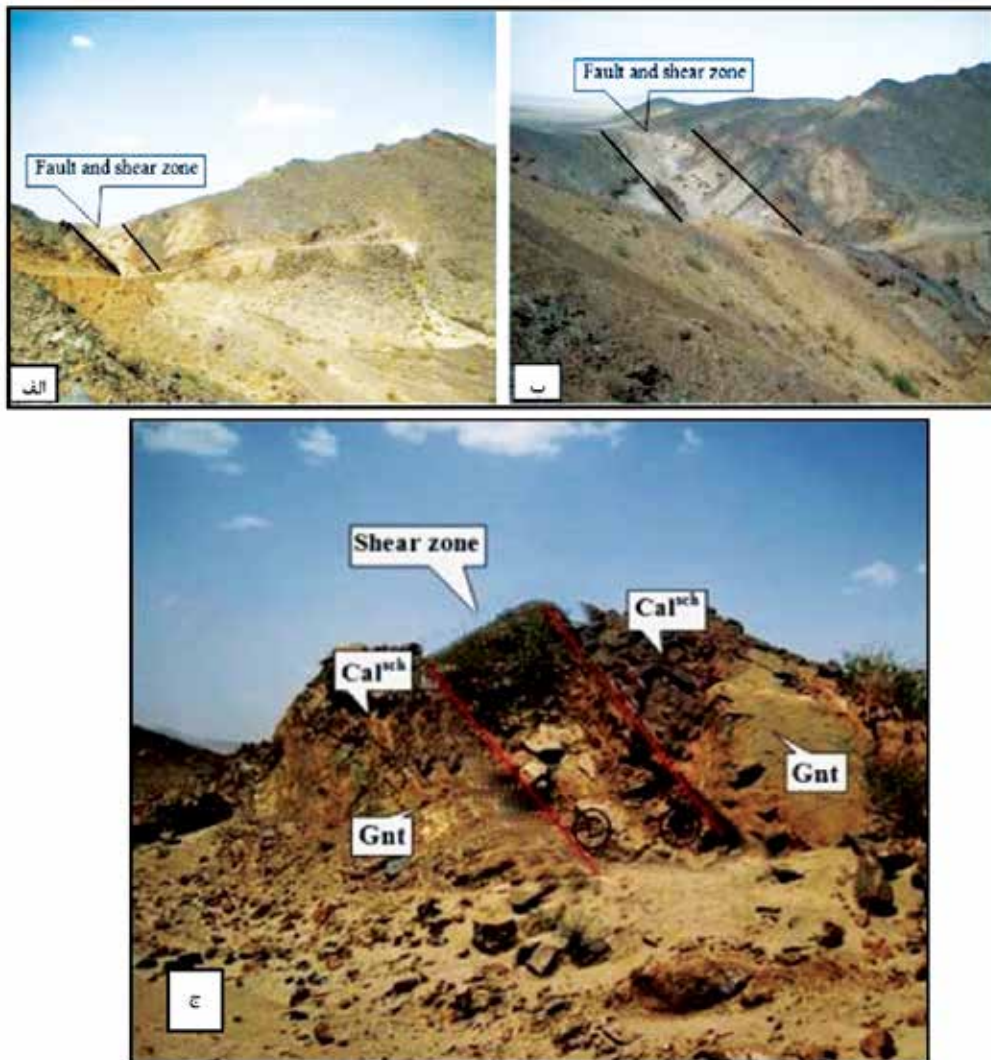 Fault and shear zone
الف
Fault and shear zone
ب
Shear zone
Cal^sch
Cal^sch
Gnt
Gnt
ج